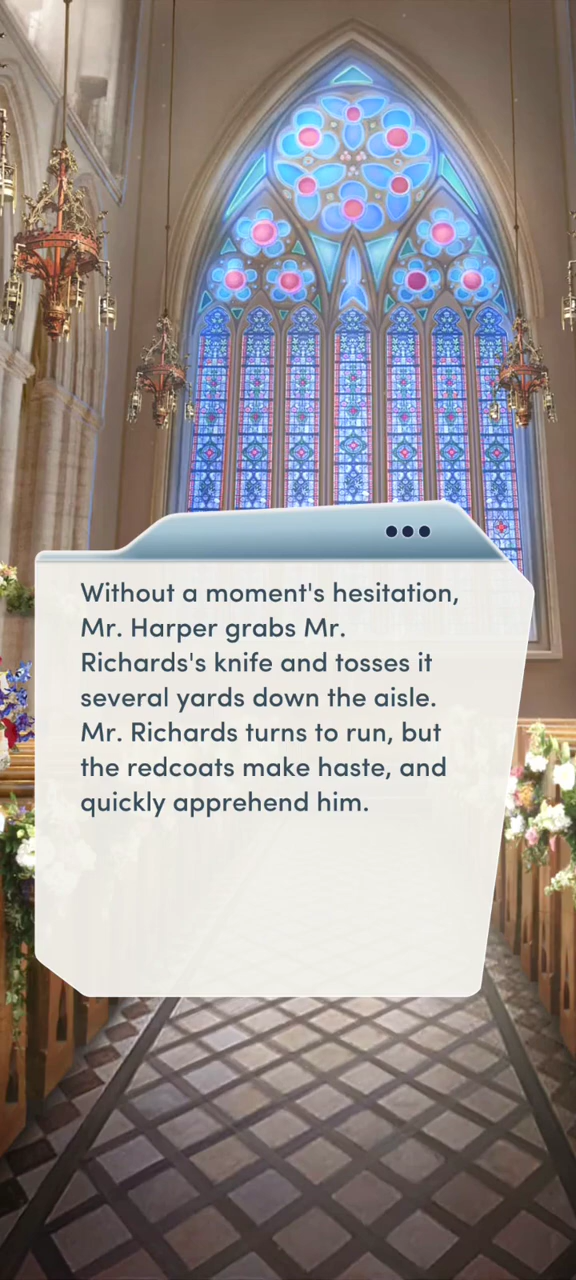 Without a moment's hesitation,
Mr. Harper grabs Mr.
Richards's knife and tosses it
several yards down the aisle.
Mr. Richards turns to run, but
the redcoats make haste, and
quickly apprehend him.